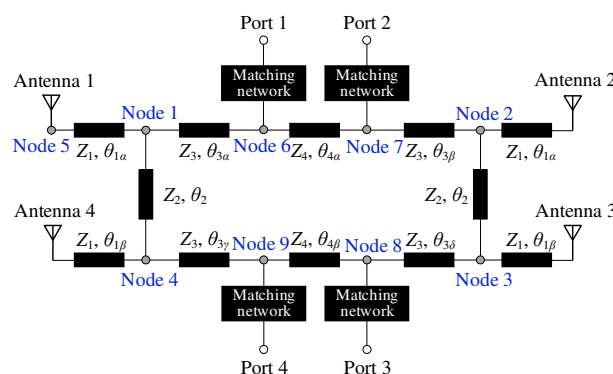 Port 1
Port 2
Matching
network
Matching
network
Antenna 1
Antenna 2
Node 1
Node 2
Node 5
Z1, θ1α
Z3, θ3α
Node 6
Z4, θ4α
Node 7
Z3, θ3β
Z1, θ1α
Z2, θ2
Z2, θ2
Antenna 4
Antenna 3
Z1, θ1β
Z3, θ3γ
Node 9
Z4, θ4β
Node 8
Z3, θ3δ
Z1, θ1β
Node 4
Node 3
Matching
network
Matching
network
Port 4
Port 3